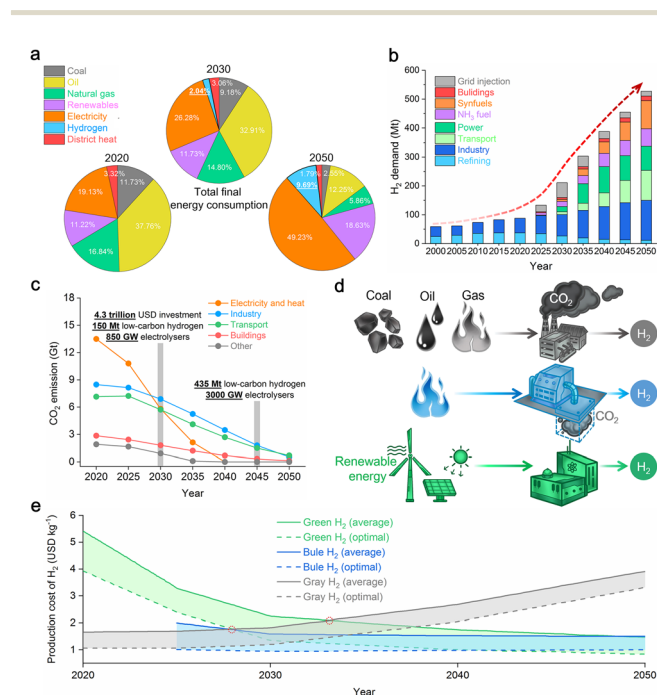 a
Coal
Oil
Natural gas
Renewables
Electricity
Hydrogen
District heat
2030
3.06%
9.18%
2.04%
26.28%
32.91%
11.73%
14.80%
Total final
energy consumption
2020
3.32%
11.73%
19.13%
11.22%
37.76%
16.84%
2050
1.79%
9.69%
12.25%
5.86%
49.23%
18.63%
b
H2 demand (Mt)
800
600
500
400
300
200
100
0
Grid injection
Bulidings
Synfuels
NH3 fuel
Power
Transport
Industry
Refining
2000 2005 2010 2015 2020 2025 2030 2035 2040 2045 2050
Year
c
CO2 emission (Gt)
18
15
12
9
6
3
0
4.3 trillion USD investment
150 Mt low-carbon hydrogen
850 GW electrolysers
Electricity and heat
Industry
Transport
Buildings
Other
435 Mt low-carbon hydrogen
3000 GW electrolysers
2020 2025 2030 2035 2040 2045 2050
Year
d
Coal Oil Gas
CO2
H2
H2
CO2
Renewable
energy
H2
e
Production cost of H2 (USD kg-1)
6
5
4
3
2
1
Green H2 (average)
Green H2 (optimal)
Bule H2 (average)
Bule H2 (optimal)
Gray H2 (average)
Gray H2 (optimal)
2020 2030 2040 2050
Year